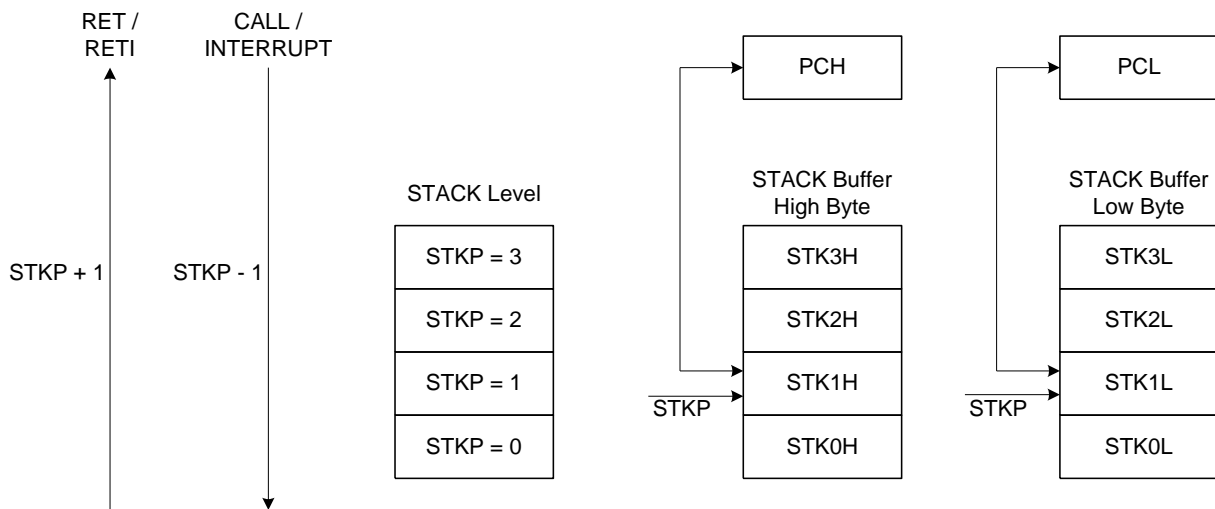 RET /
RETI
CALL /
INTERRUPT
STKP + 1
STKP - 1
STACK Level
STKP = 3
STKP = 2
STKP = 1
STKP = 0
PCH
STACK Buffer
High Byte
STK3H
STK2H
STK1H
STK0H
STKP
PCL
STACK Buffer
Low Byte
STK3L
STK2L
STK1L
STK0L
STKP